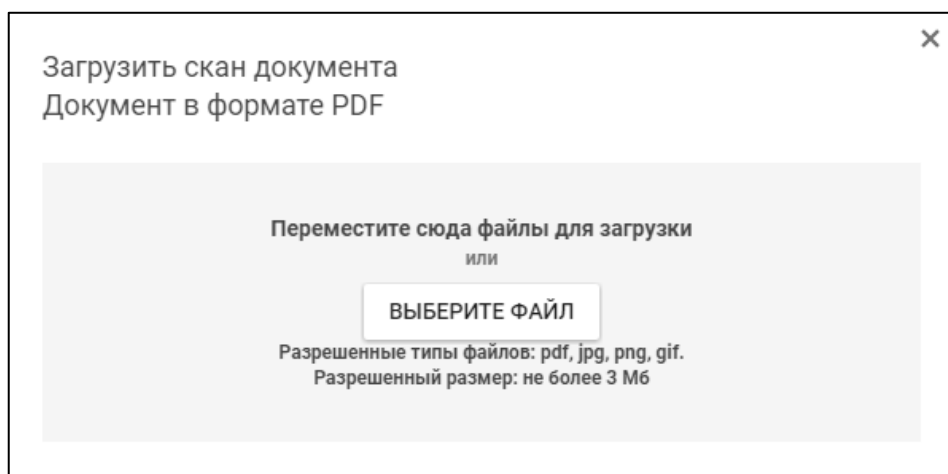 Загрузить скан документа
Документ в формате PDF
Переместите сюда файлы для загрузки
или
ВЫБЕРИТЕ ФАЙЛ
Разрешенные типы файлов: pdf, jpg, png, gif.
Разрешенный размер: не более 3 Мб